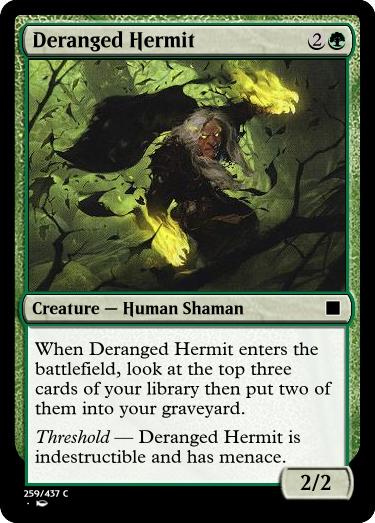 Deranged Hermit 2
Creature — Human Shaman
When Deranged Hermit enters the
battlefield, look at the top three
cards of your library then put two of
them into your graveyard.
Threshold — Deranged Hermit is
indestructible and has menace.
2/2
259/437 C